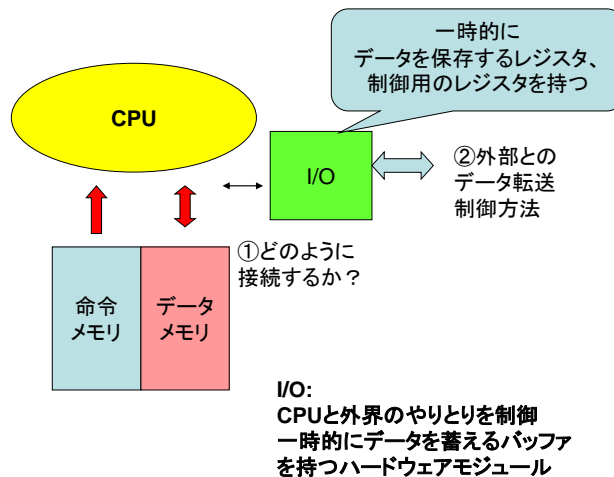 一時的に
データを保存するレジスタ、
制御用のレジスタを持つ
CPU
I/O
②外部との
データ転送
制御方法
①どのように
接続するか？
命令
メモリ
データ
メモリ
I/O:
CPUと外界のやりとりを制御
一時的にデータを蓄えるバッファ
を持つハードウェアモジュール